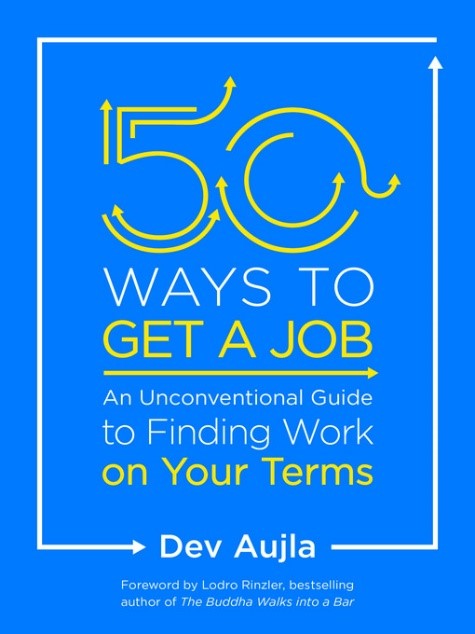 50
WAYS TO
GET A JOB
An Unconventional Guide
to Finding Work
on Your Terms
Dev Aujla
Foreword by Lodro Rinzler, bestselling
author of The Buddha Walks into a Bar